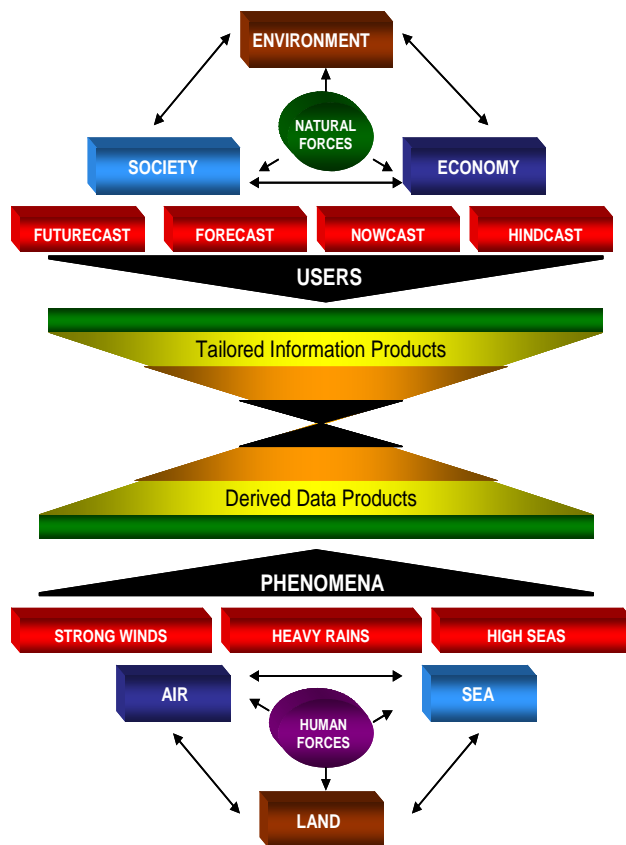 ENVIRONMENT
NATURAL
FORCES
SOCIETY
ECONOMY
FUTURECAST
FORECAST
NOWCAST
HINDCAST
USERS
Tailored Information Products
Derived Data Products
PHENOMENA
STRONG WINDS
HEAVY RAINS
HIGH SEAS
AIR
SEA
HUMAN
FORCES
LAND